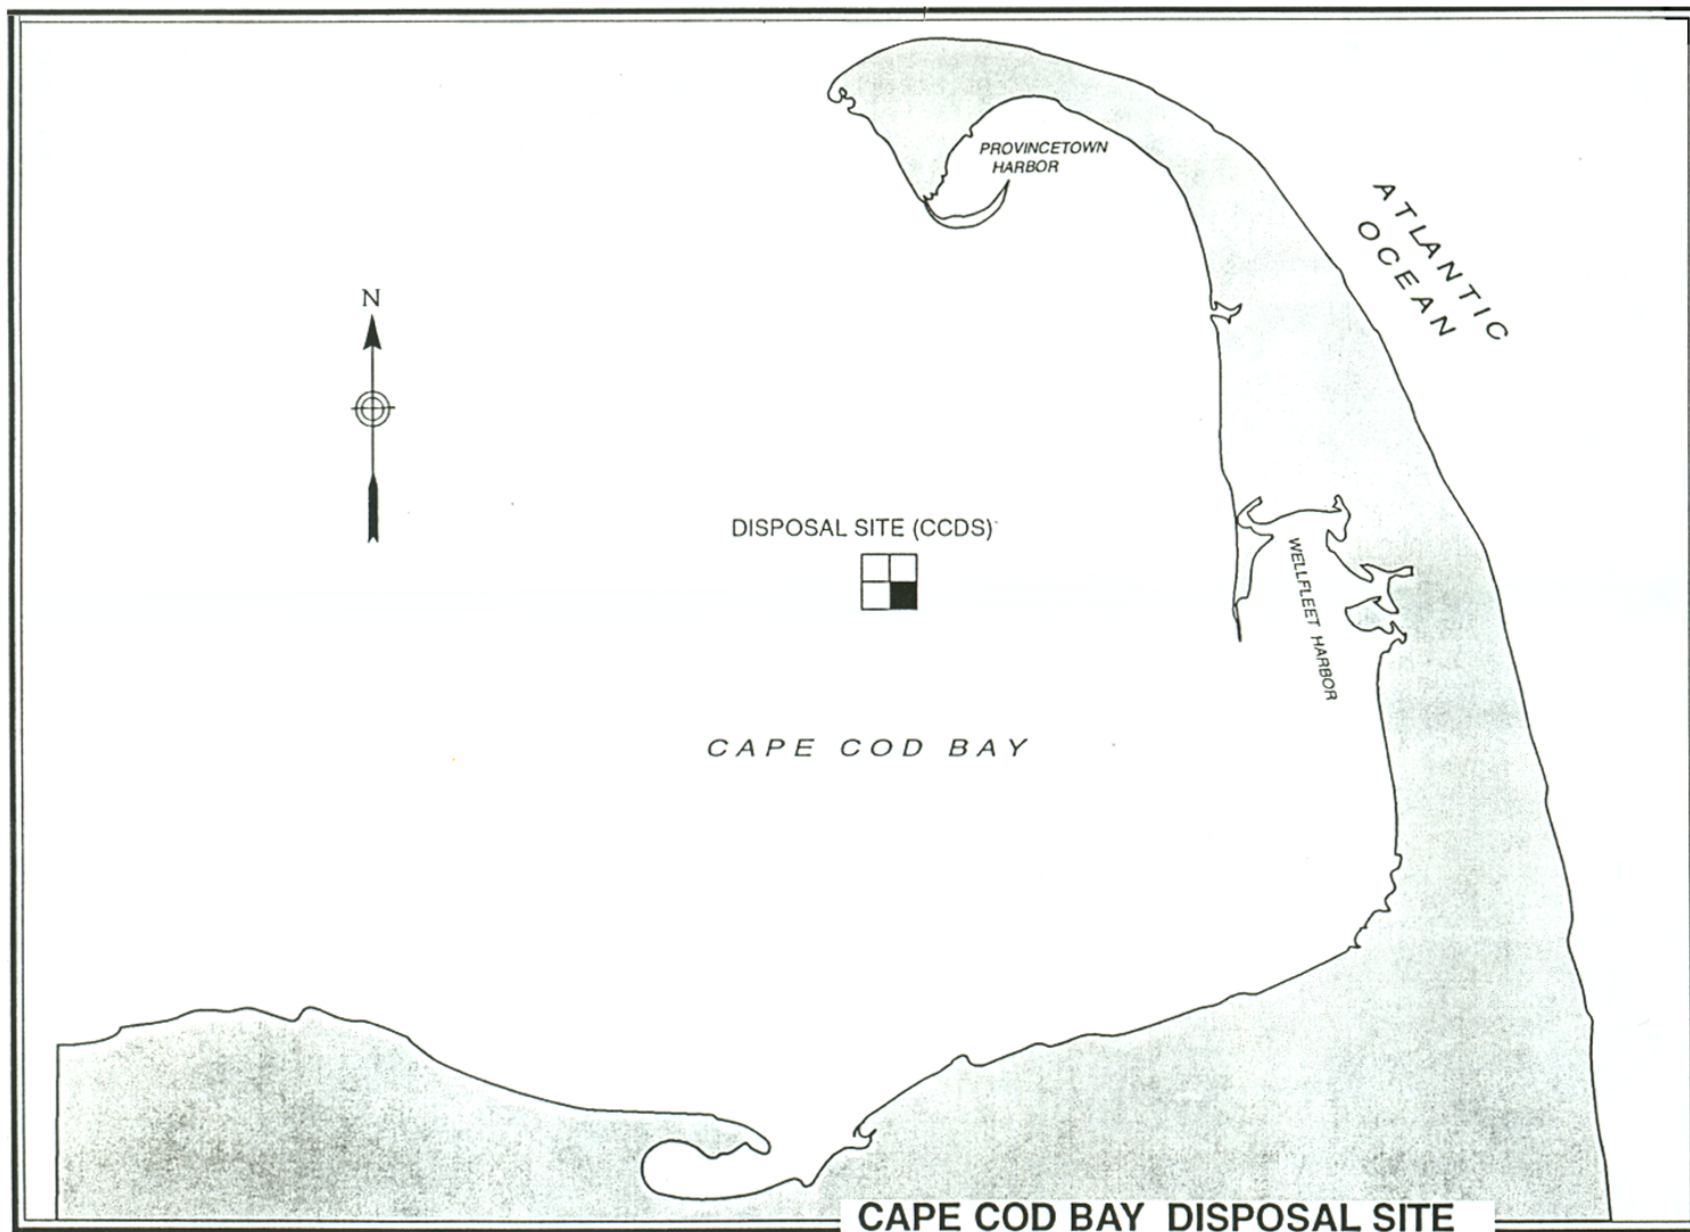 PROVINCETOWN
HARBOR
ATLANTIC
OCEAN
N
DISPOSAL SITE (CCDS)
WELLFLEET HARBOR
CAPE COD BAY
CAPE COD BAY DISPOSAL SITE